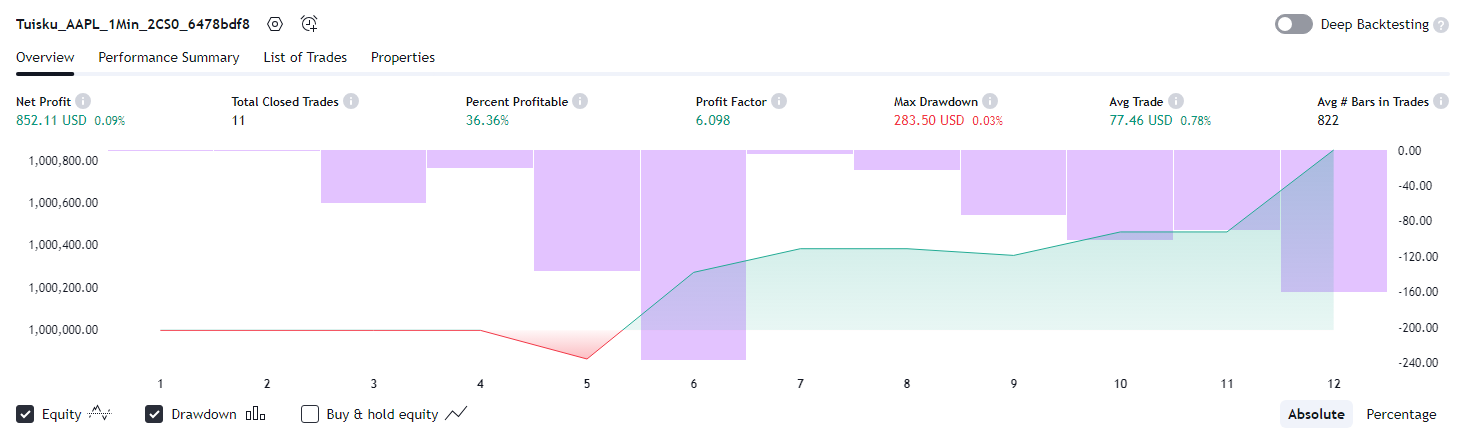 Tuisku_AAPL_1Min_2CS0_6478bdf8
Deep Backtesting ?
Overview Performance Summary List of Trades Properties
Net Profit i Total Closed Trades i Percent Profitable i Profit Factor i Max Drawdown i Avg Trade i Avg # Bars in Trades i
852.11 USD 0.09% 11 36.36% 6.098 283.50 USD 0.03% 77.46 USD 0.78% 822
1,000,800.00
1,000,600.00
1,000,400.00
1,000,200.00
1,000,000.00
0.00
-40.00
-80.00
-120.00
-160.00
-200.00
-240.00
1 2 3 4 5 6 7 8 9 10 11 12
Equity Drawdown Buy & hold equity Absolute Percentage